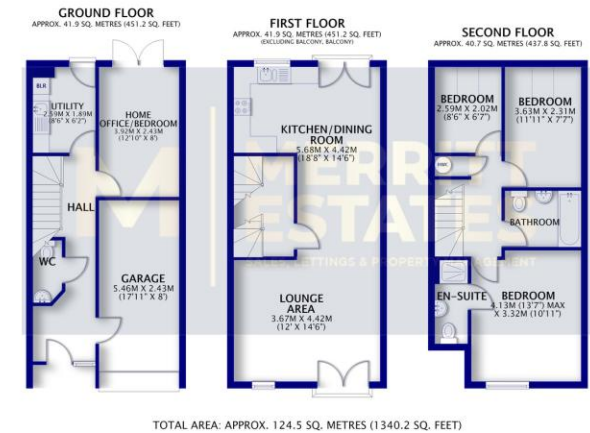 GROUND FLOOR
APPROX. 41.9 SQ. METRES (451.2 SQ. FEET)
BLR
UTILITY
2.59M X 1.89M
(8'6" X 6'2")
HOME
OFFICE/BEDROOM
3.92M X 2.43M
(12'10" X 8')
HALL
WC
GARAGE
5.46M X 2.43M
(17'11" X 8')
FIRST FLOOR
APPROX. 41.9 SQ. METRES (451.2 SQ. FEET)
(EXCLUDING BALCONY, BALCONY)
KITCHEN/DINING
ROOM
5.68M X 4.42M
(18'8" X 14'6")
LOUNGE
AREA
3.67M X 4.42M
(12' X 14'6")
SECOND FLOOR
APPROX. 40.7 SQ. METRES (437.8 SQ. FEET)
BEDROOM
2.59M X 2.02M
(8'6" X 6'7")
BEDROOM
3.63M X 2.31M
(11'11" X 7'7")
BATHROOM
EN-SUITE
BEDROOM
4.13M (13'7") MAX
X 3.32M (10'11")
M
MERRITT
ESTATES
SALES, LETTINGS & PROPERTY MANAGEMENT
TOTAL AREA: APPROX. 124.5 SQ. METRES (1340.2 SQ. FEET)